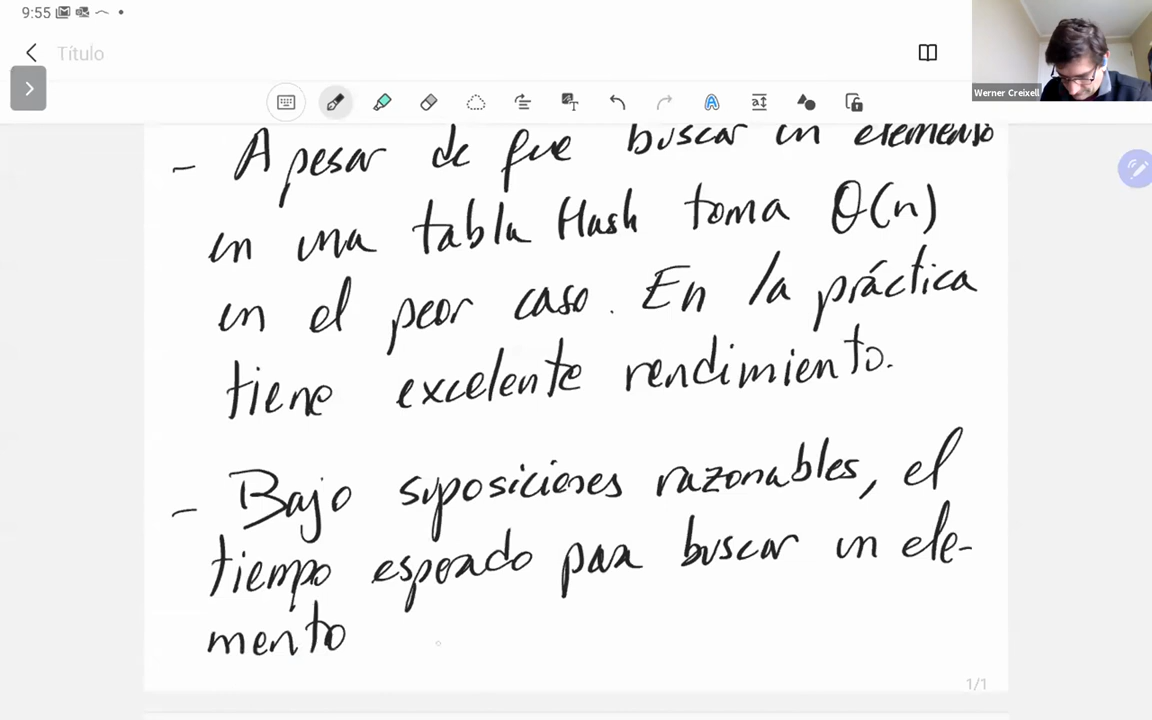 9:55
Título
Werner Creixell
- A pesar de que buscar un elemento
en una tabla Hash toma Θ(n)
en el peor caso. En la práctica
tiene excelente rendimiento.
- Bajo suposiciones razonables, el
tiempo esperado para buscar un ele-
mento
1/1